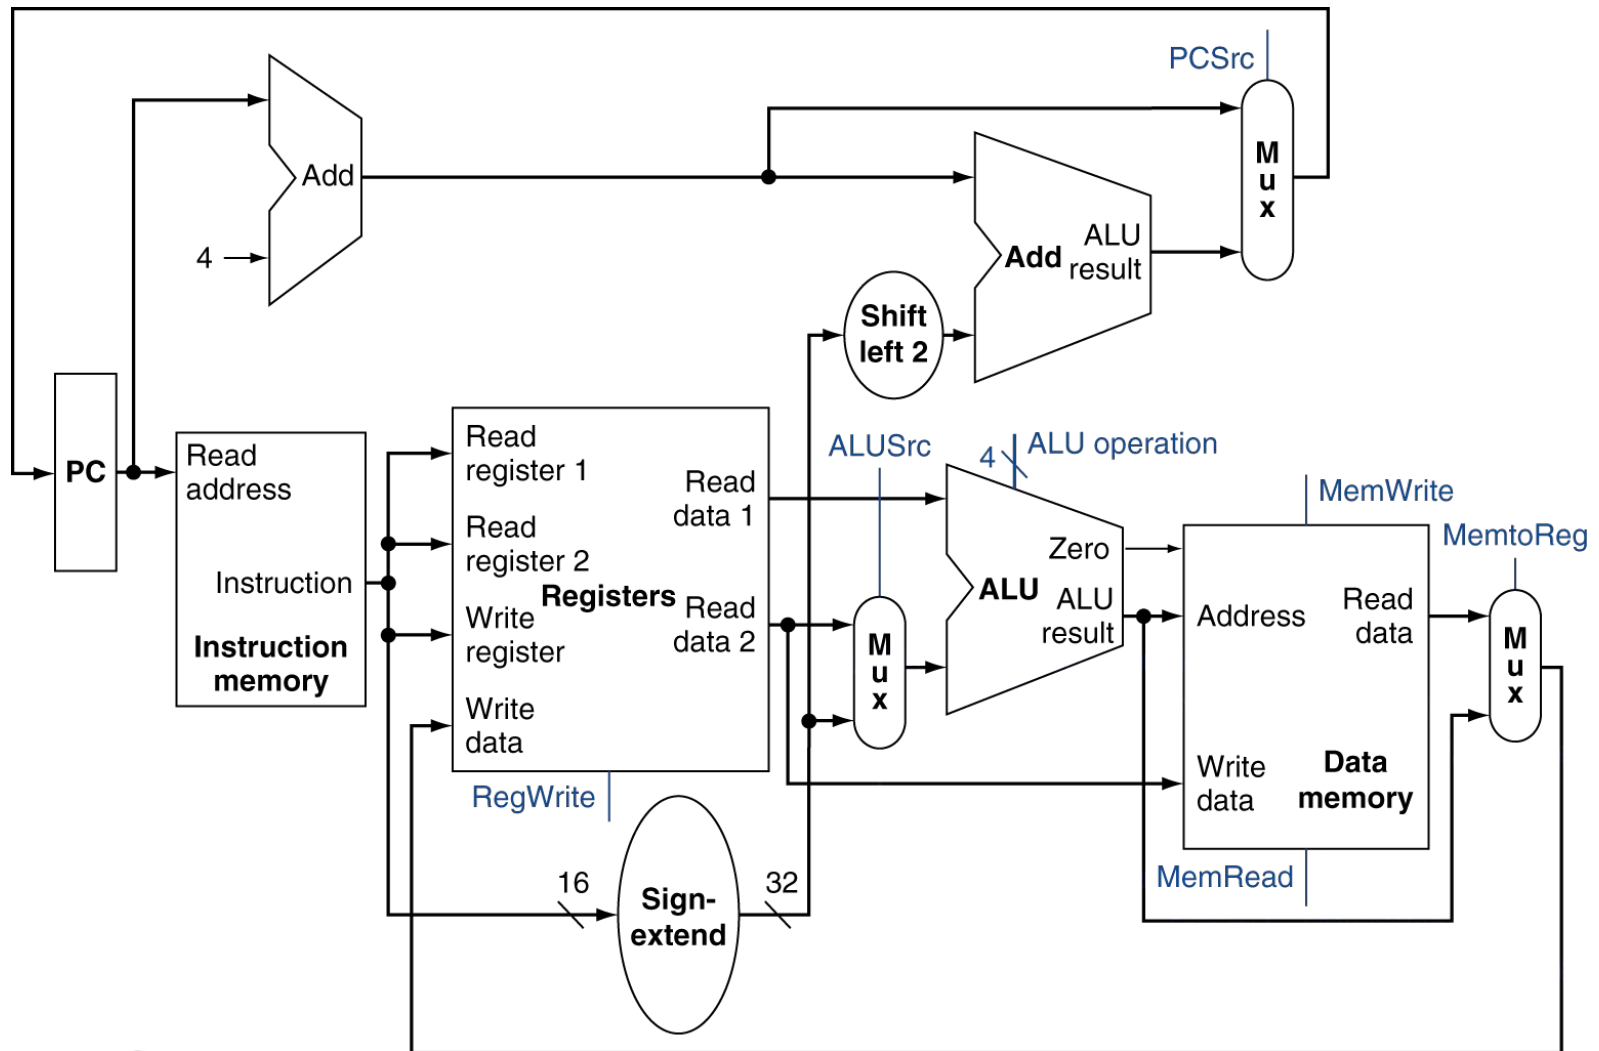 PCSrc
M
u
x
Add
4
ALU
Add result
Shift
left 2
PC
Read
address
Instruction
Instruction
memory
Read
register 1
Read
register 2
Write
register
Write
data
Registers
Read
data 1
Read
data 2
RegWrite
16
Sign-
extend
32
ALUSrc
M
u
x
4
ALU operation
Zero
ALU
ALU
result
MemWrite
Address
Read
data
Write
data
Data
memory
MemRead
MemtoReg
M
u
x